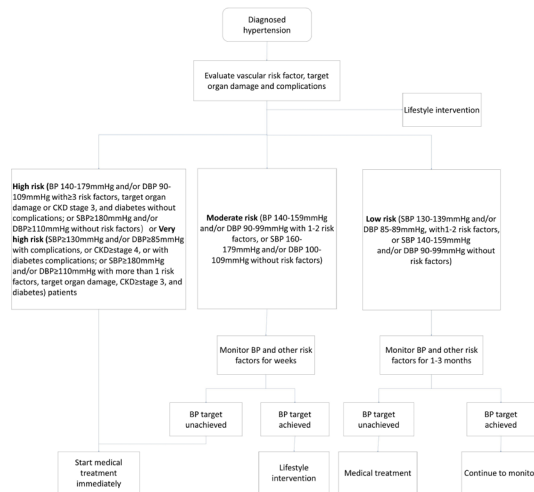 Diagnosed
hypertension
Evaluate vascular risk factor, target
organ damage and complications
Lifestyle intervention
High risk (BP 140-179mmHg and/or DBP 90-
109mmHg with≥3 risk factors, target organ
damage or CKD stage 3, and diabetes without
complications; or SBP≥180mmHg and/or
DBP≥110mmHg without risk factors) or Very
high risk (SBP≥130mmHg and/or DBP≥85mmHg
with complications, or CKD≥stage 4, or with
diabetes complications; or SBP≥180mmHg
and/or DBP≥110mmHg with more than 1 risk
factors, target organ damage, CKD≥stage 3, and
diabetes) patients
Moderate risk (BP 140-159mmHg
and/or DBP 90-99mmHg with 1-2 risk
factors, or SBP 160-
179mmHg and/or DBP 100-
109mmHg without risk factors)
Low risk (SBP 130-139mmHg and/or
DBP 85-89mmHg, with1-2 risk factors,
or SBP 140-159mmHg
and/or DBP 90-99mmHg without
risk factors)
Monitor BP and other risk
factors for weeks
Monitor BP and other risk
factors for 1-3 months
BP target
unachieved
BP target
achieved
BP target
unachieved
BP target
achieved
Start medical
treatment
immediately
Lifestyle
intervention
Medical treatment
Continue to monito